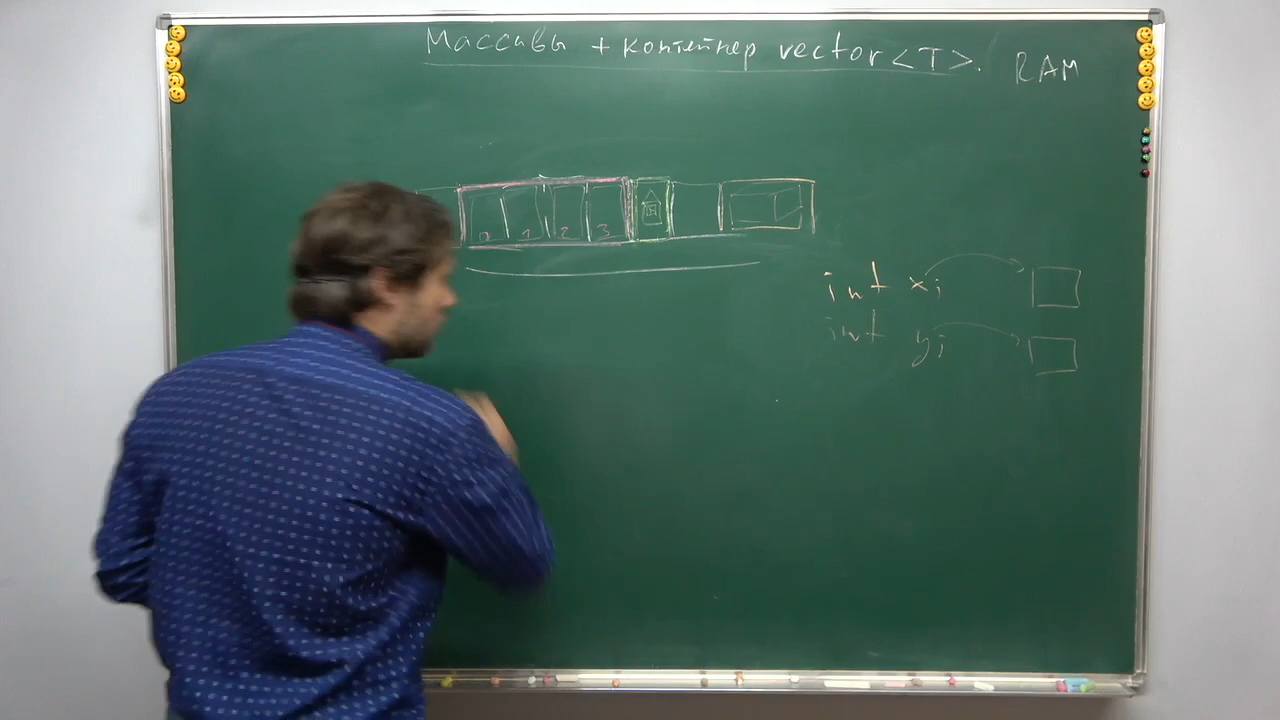 Массивы + контейнер vector<T>.
RAM
0 1 2 3
int x;
int y;